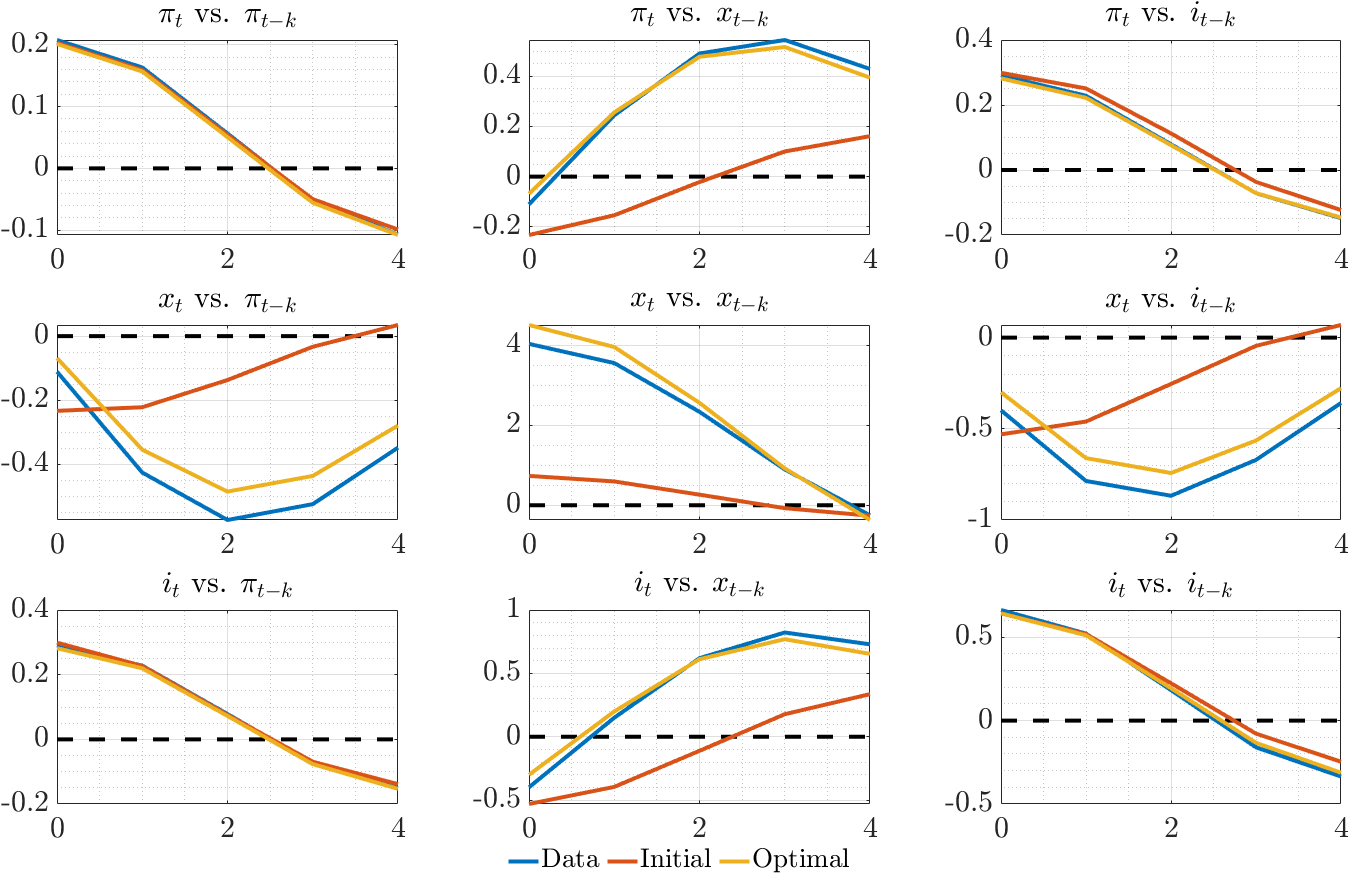 π_t vs. π_{t−k}
π_t vs. x_{t−k}
π_t vs. i_{t−k}
0.2
0.1
0
-0.1
0 2 4
0.4
0.2
0
-0.2
0 2 4
0.4
0.2
0
-0.2
0 2 4
x_t vs. π_{t−k}
x_t vs. x_{t−k}
x_t vs. i_{t−k}
0
-0.2
-0.4
0 2 4
4
2
0
0 2 4
0
-0.5
-1
0 2 4
i_t vs. π_{t−k}
i_t vs. x_{t−k}
i_t vs. i_{t−k}
0.4
0.2
0
-0.2
0 2 4
1
0.5
0
-0.5
0 2 4
0.5
0
-0.5
0 2 4
Data Initial Optimal